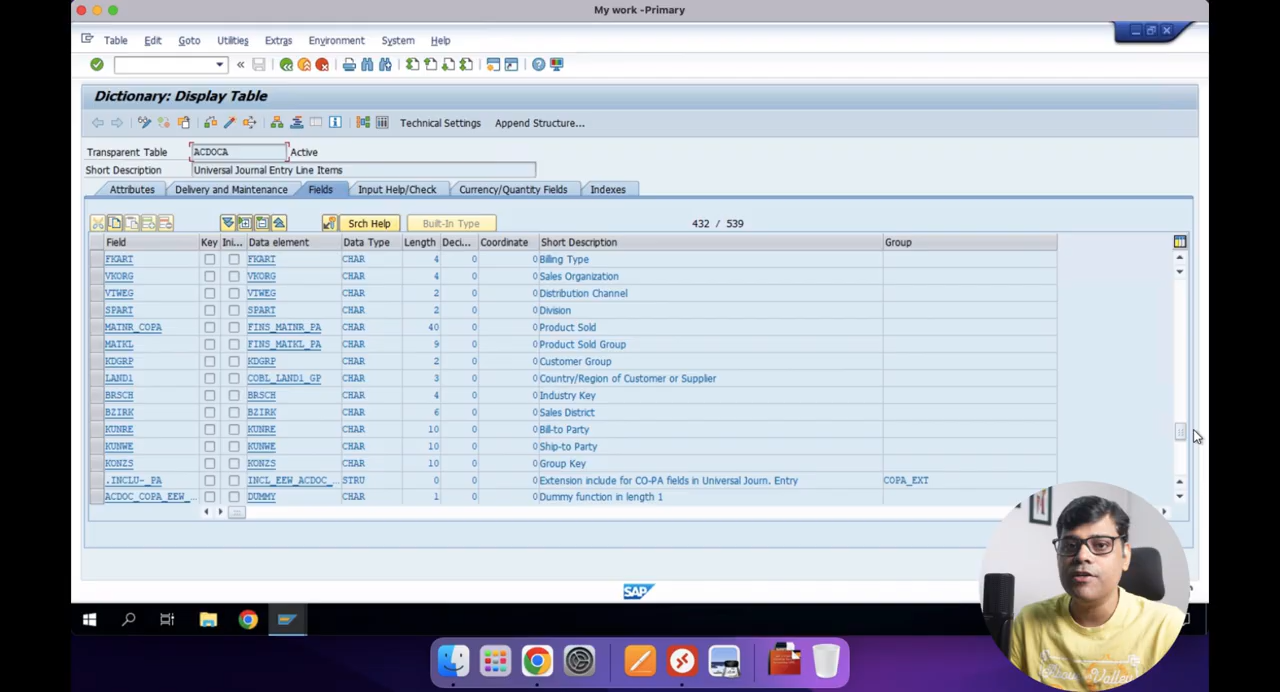 My work -Primary
Table Edit Goto Utilities Extras Environment System Help
Dictionary: Display Table
Technical Settings Append Structure...
Transparent Table ACDOCA Active
Short Description Universal Journal Entry Line Items
Attributes Delivery and Maintenance Fields Input Help/Check Currency/Quantity Fields Indexes
Srch Help Built-In Type 432 / 539
Field Key Ini... Data element Data Type Length Deci... Coordinate Short Description Group
FKART FKART CHAR 4 0 0 Billing Type
VKORG VKORG CHAR 4 0 0 Sales Organization
VTWEG VTWEG CHAR 2 0 0 Distribution Channel
SPART SPART CHAR 2 0 0 Division
MATNR_COPA FINS_MATNR_PA CHAR 40 0 0 Product Sold
MATKL FINS_MATKL_PA CHAR 9 0 0 Product Sold Group
KDGRP KDGRP CHAR 2 0 0 Customer Group
LAND1 COBL_LAND1_GP CHAR 3 0 0 Country/Region of Customer or Supplier
BRSCH BRSCH CHAR 4 0 0 Industry Key
BZIRK BZIRK CHAR 6 0 0 Sales District
KUNRE KUNRE CHAR 10 0 0 Bill-to Party
KUNWE KUNWE CHAR 10 0 0 Ship-to Party
KONZS KONZS CHAR 10 0 0 Group Key
.INCLU-_PA INCL_EEW_ACDOC_... STRU 0 0 0 Extension include for CO-PA fields in Universal Journ. Entry COPA_EXT
ACDOC_COPA_EEW_... DUMMY CHAR 1 0 0 Dummy function in length 1
SAP